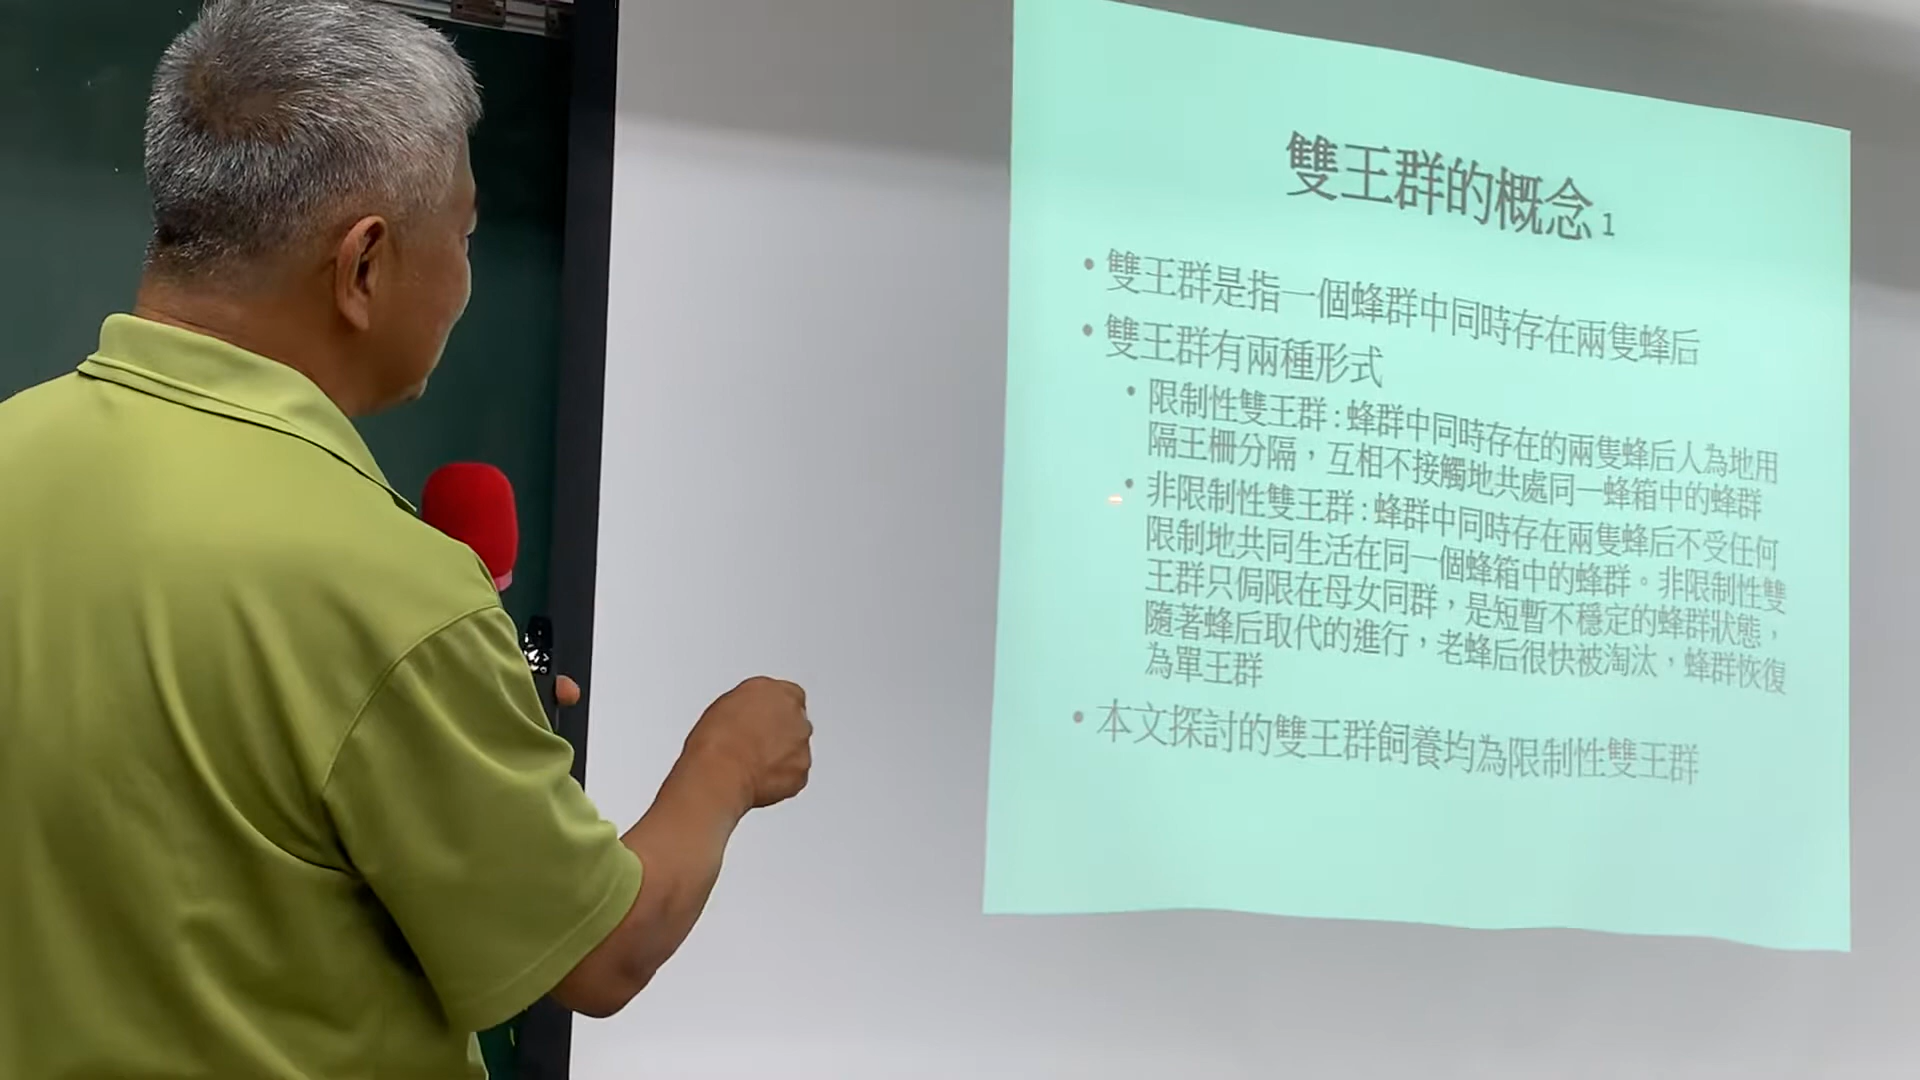 雙王群的概念 1
• 雙王群是指一個蜂群中同時存在兩隻蜂后
• 雙王群有兩種形式
• 限制性雙王群:蜂群中同時存在的兩隻蜂后人為地用
隔王柵分隔，互相不接觸地共處同一蜂箱中的蜂群
• 非限制性雙王群:蜂群中同時存在兩隻蜂后不受任何
限制地共同生活在同一個蜂箱中的蜂群。非限制性雙
王群只侷限在母女同群，是短暫不穩定的蜂群狀態，
隨著蜂后取代的進行，老蜂后很快被淘汰，蜂群恢復
為單王群
• 本文探討的雙王群飼養均為限制性雙王群